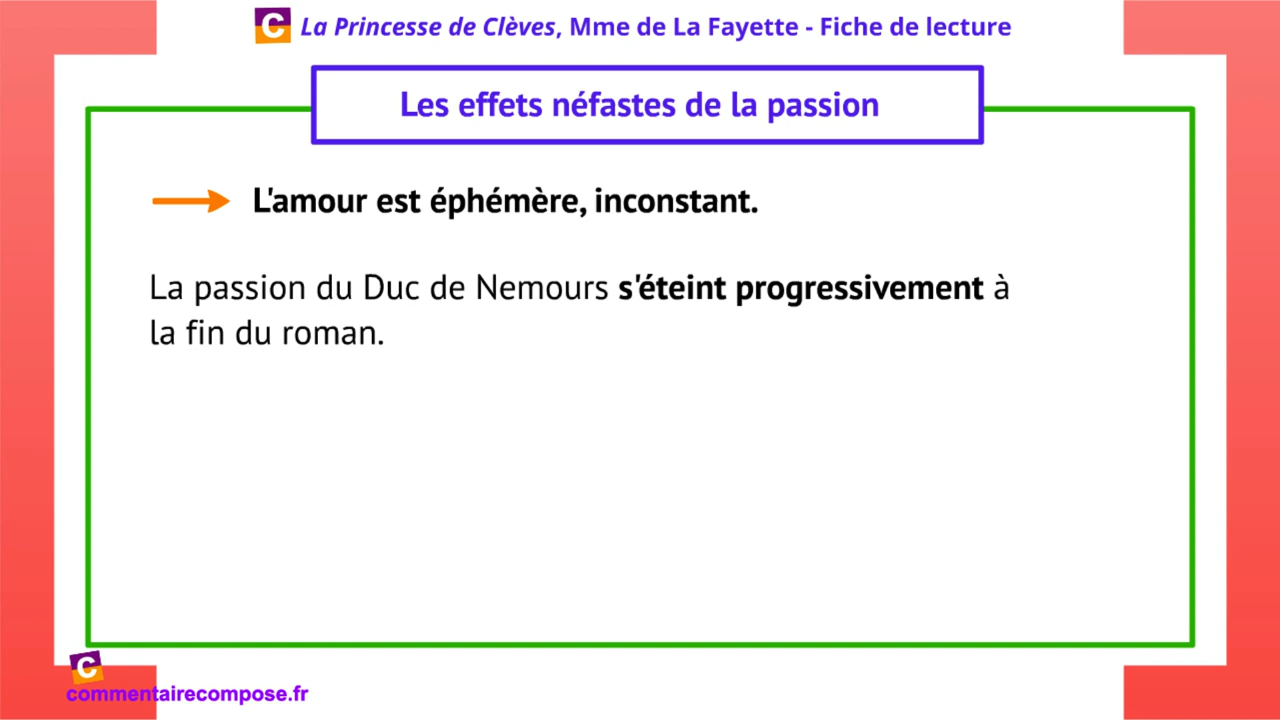 C La Princesse de Clèves, Mme de La Fayette - Fiche de lecture
Les effets néfastes de la passion
L'amour est éphémère, inconstant.
La passion du Duc de Nemours s'éteint progressivement à
la fin du roman.
C
commentairecompose.fr